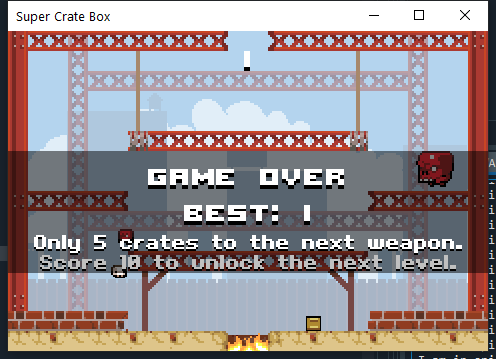 Super Crate Box
1
GAME OVER
BEST: 1
Only 5 crates to the next weapon.
Score 10 to unlock the next level.